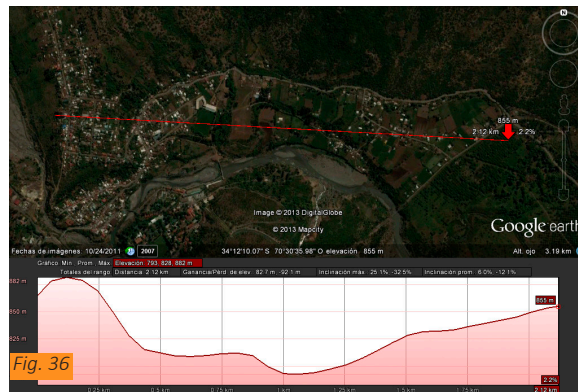 N
855 m
2.12 km 2.2%
Image © 2013 DigitalGlobe
© 2013 Mapcity
Google earth
Fechas de imágenes: 10/24/2011 2007 34°12'10.07" S 70°30'35.98" O elevación 855 m Alt. ojo 3.19 km
Gráfico: Mín., Prom., Máx. Elevación: 793, 828, 882 m
Totales del rango: Distancia: 2.12 km Ganancia/Pérd. de elev.: 82.7 m, -92.1 m Inclinación máx.: 25.1%, -32.5% Inclinación prom.: 6.0%, -12.1%
882 m
850 m
825 m
855 m
Fig. 36
2.2%
0.25 km 0.5 km 0.75 km 1 km 1.25 km 1.5 km 1.75 km 2.12 km